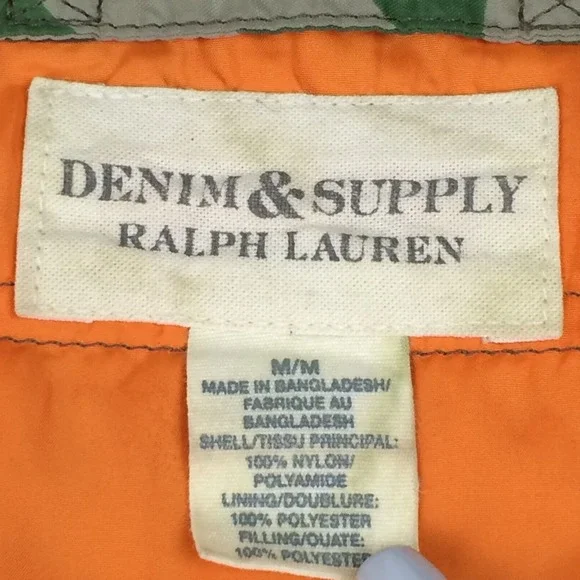 DENIM & SUPPLY
RALPH LAUREN
M/M
MADE IN BANGLADESH/
FABRIQUE AU
BANGLADESH
SHELL/TISSU PRINCIPAL:
100% NYLON/
POLYAMIDE
LINING/DOUBLURE:
100% POLYESTER
FILLING/OUATE:
100% POLYESTER